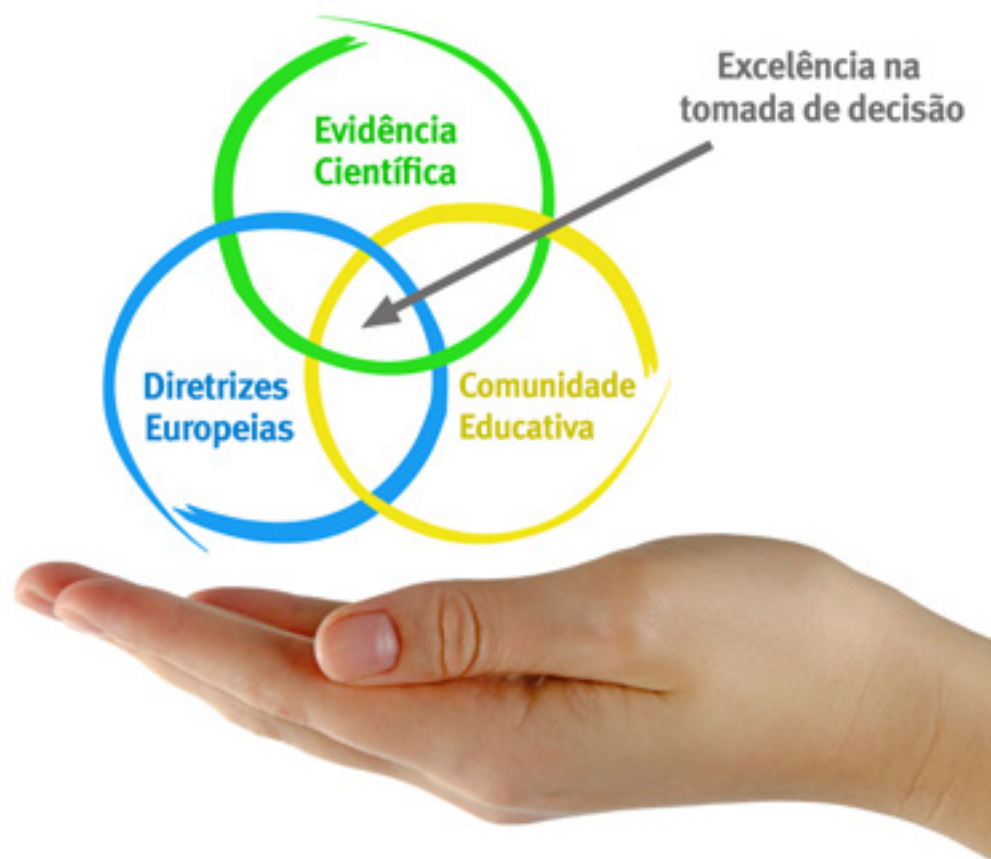 Excelência na
tomada de decisão
Evidência
Científica
Diretrizes
Europeias
Comunidade
Educativa